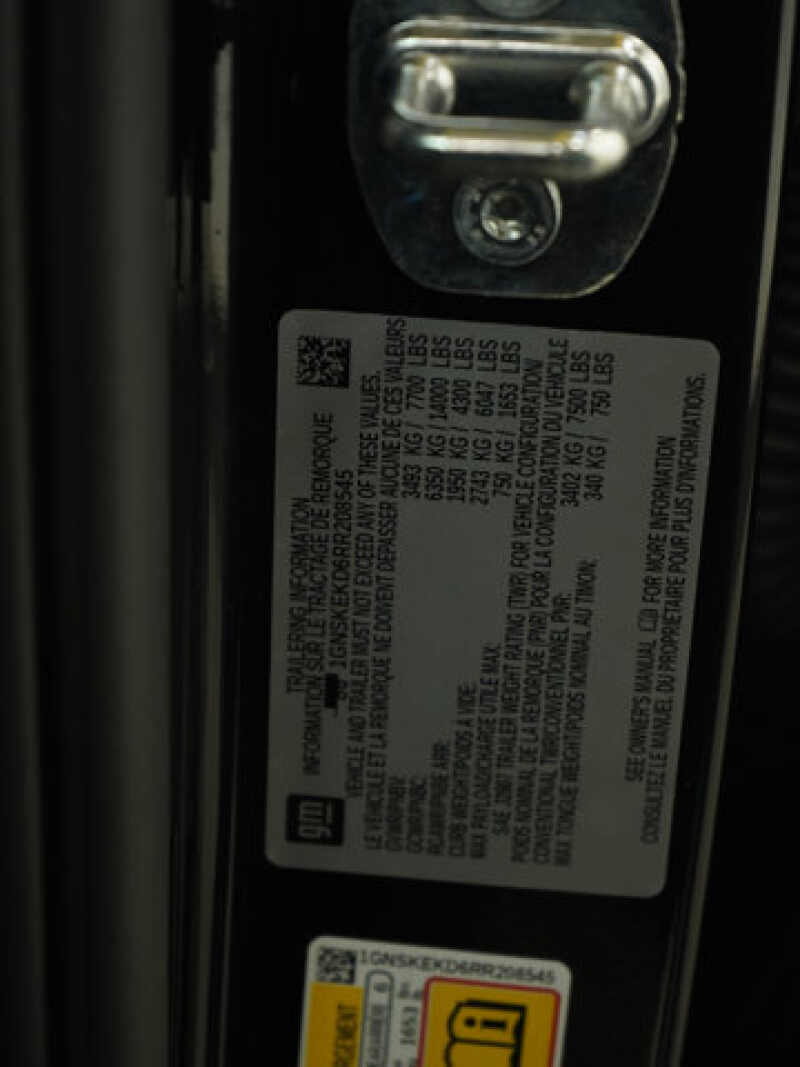 TRAILERING INFORMATION
INFORMATION SUR LE TRACTAGE DE REMORQUE
1GNSKEKD6RR208545
VEHICLE AND TRAILER MUST NOT EXCEED ANY OF THESE VALUES.
LE VEHICULE ET LA REMORQUE NE DOIVENT DEPASSER AUCUNE DE CES VALEURS
GVWR/PNBV: 3493 KG / 7700 LBS
GCWR/PNBC: 6350 KG / 14000 LBS
RGAWR/PNBE ARR: 1950 KG / 4300 LBS
CURB WEIGHT/POIDS A VIDE: 2743 KG / 6047 LBS
MAX PAYLOAD/CHARGE UTILE MAX: 750 KG / 1653 LBS
SAE J2807 TRAILER WEIGHT RATING (TWR) FOR VEHICLE CONFIGURATION/
POIDS NOMINAL DE LA REMORQUE (PNR) POUR LA CONFIGURATION DU VEHICULE
CONVENTIONAL TWR/CONVENTIONNEL PNR: 3402 KG / 7500 LBS
MAX TONGUE WEIGHT/POIDS NOMINAL AU TIMON: 340 KG / 750 LBS
SEE OWNER'S MANUAL FOR MORE INFORMATION
CONSULTEZ LE MANUEL DU PROPRIETAIRE POUR PLUS D'INFORMATIONS.
gm
1GNSKEKD6RR208545
6
1653